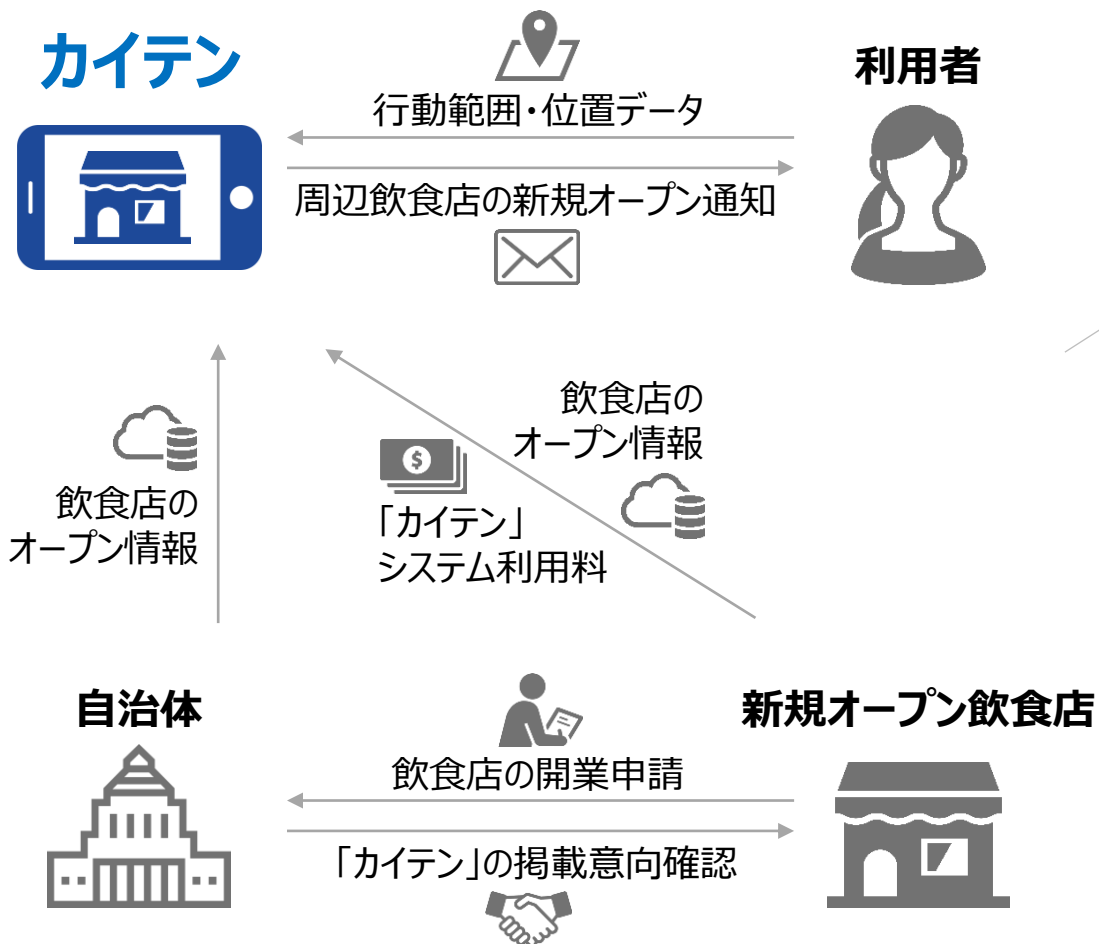 カイテン
利用者
行動範囲・位置データ
周辺飲食店の新規オープン通知
飲食店の
オープン情報
飲食店の
オープン情報
「カイテン」
システム利用料
自治体
新規オープン飲食店
飲食店の開業申請
「カイテン」の掲載意向確認